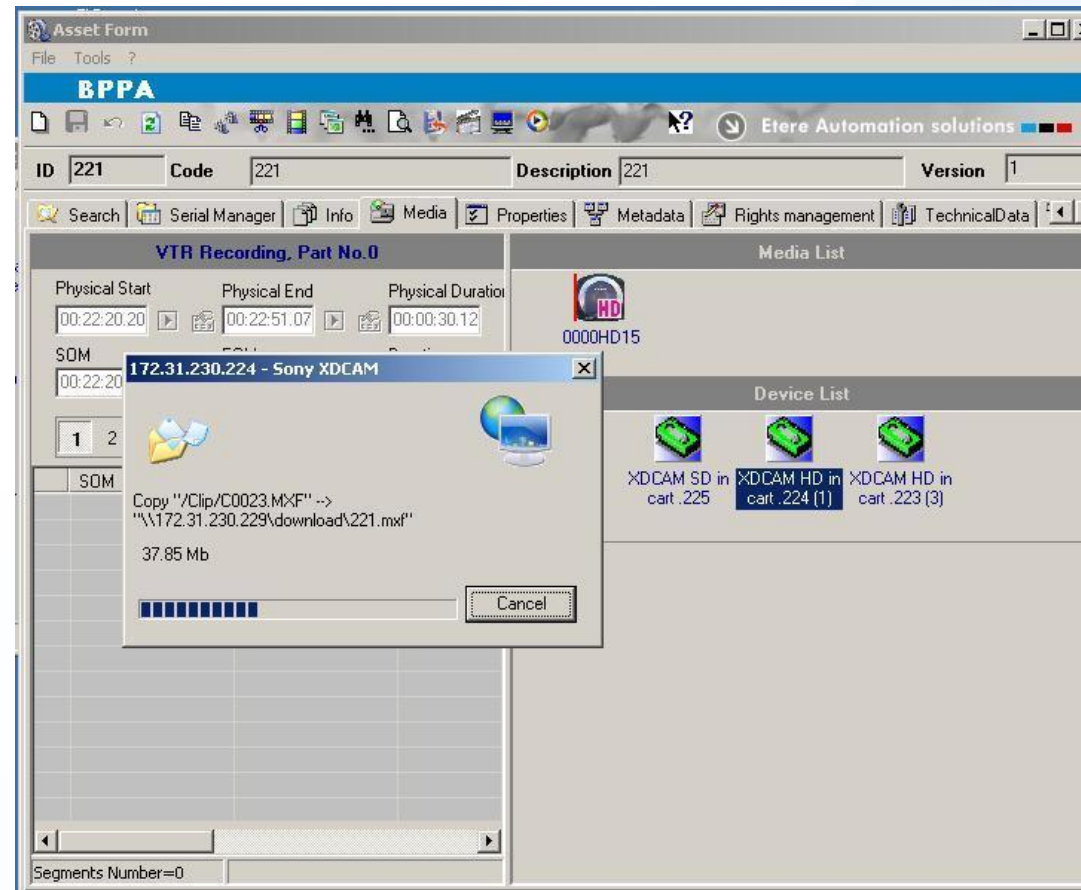 Asset Form
File Tools ?
BPPA
Etere Automation solutions
ID 221 Code 221 Description 221 Version 1
Search Serial Manager Info Media Properties Metadata Rights management TechnicalData
VTR Recording, Part No.0
Media List
Physical Start Physical End Physical Duration
00:22:20.20 00:22:51.07 00:00:30.12
HD
0000HD15
SOM
00:22:20
172.31.230.224 - Sony XDCAM
Device List
1 2
XDCAM SD in cart .225
XDCAM HD in cart .224 (1)
XDCAM HD in cart .223 (3)
SOM
Copy "/Clip/C0023.MXF" -->
"\\172.31.230.229\download\221.mxf"
37.85 Mb
Cancel
Segments Number=0